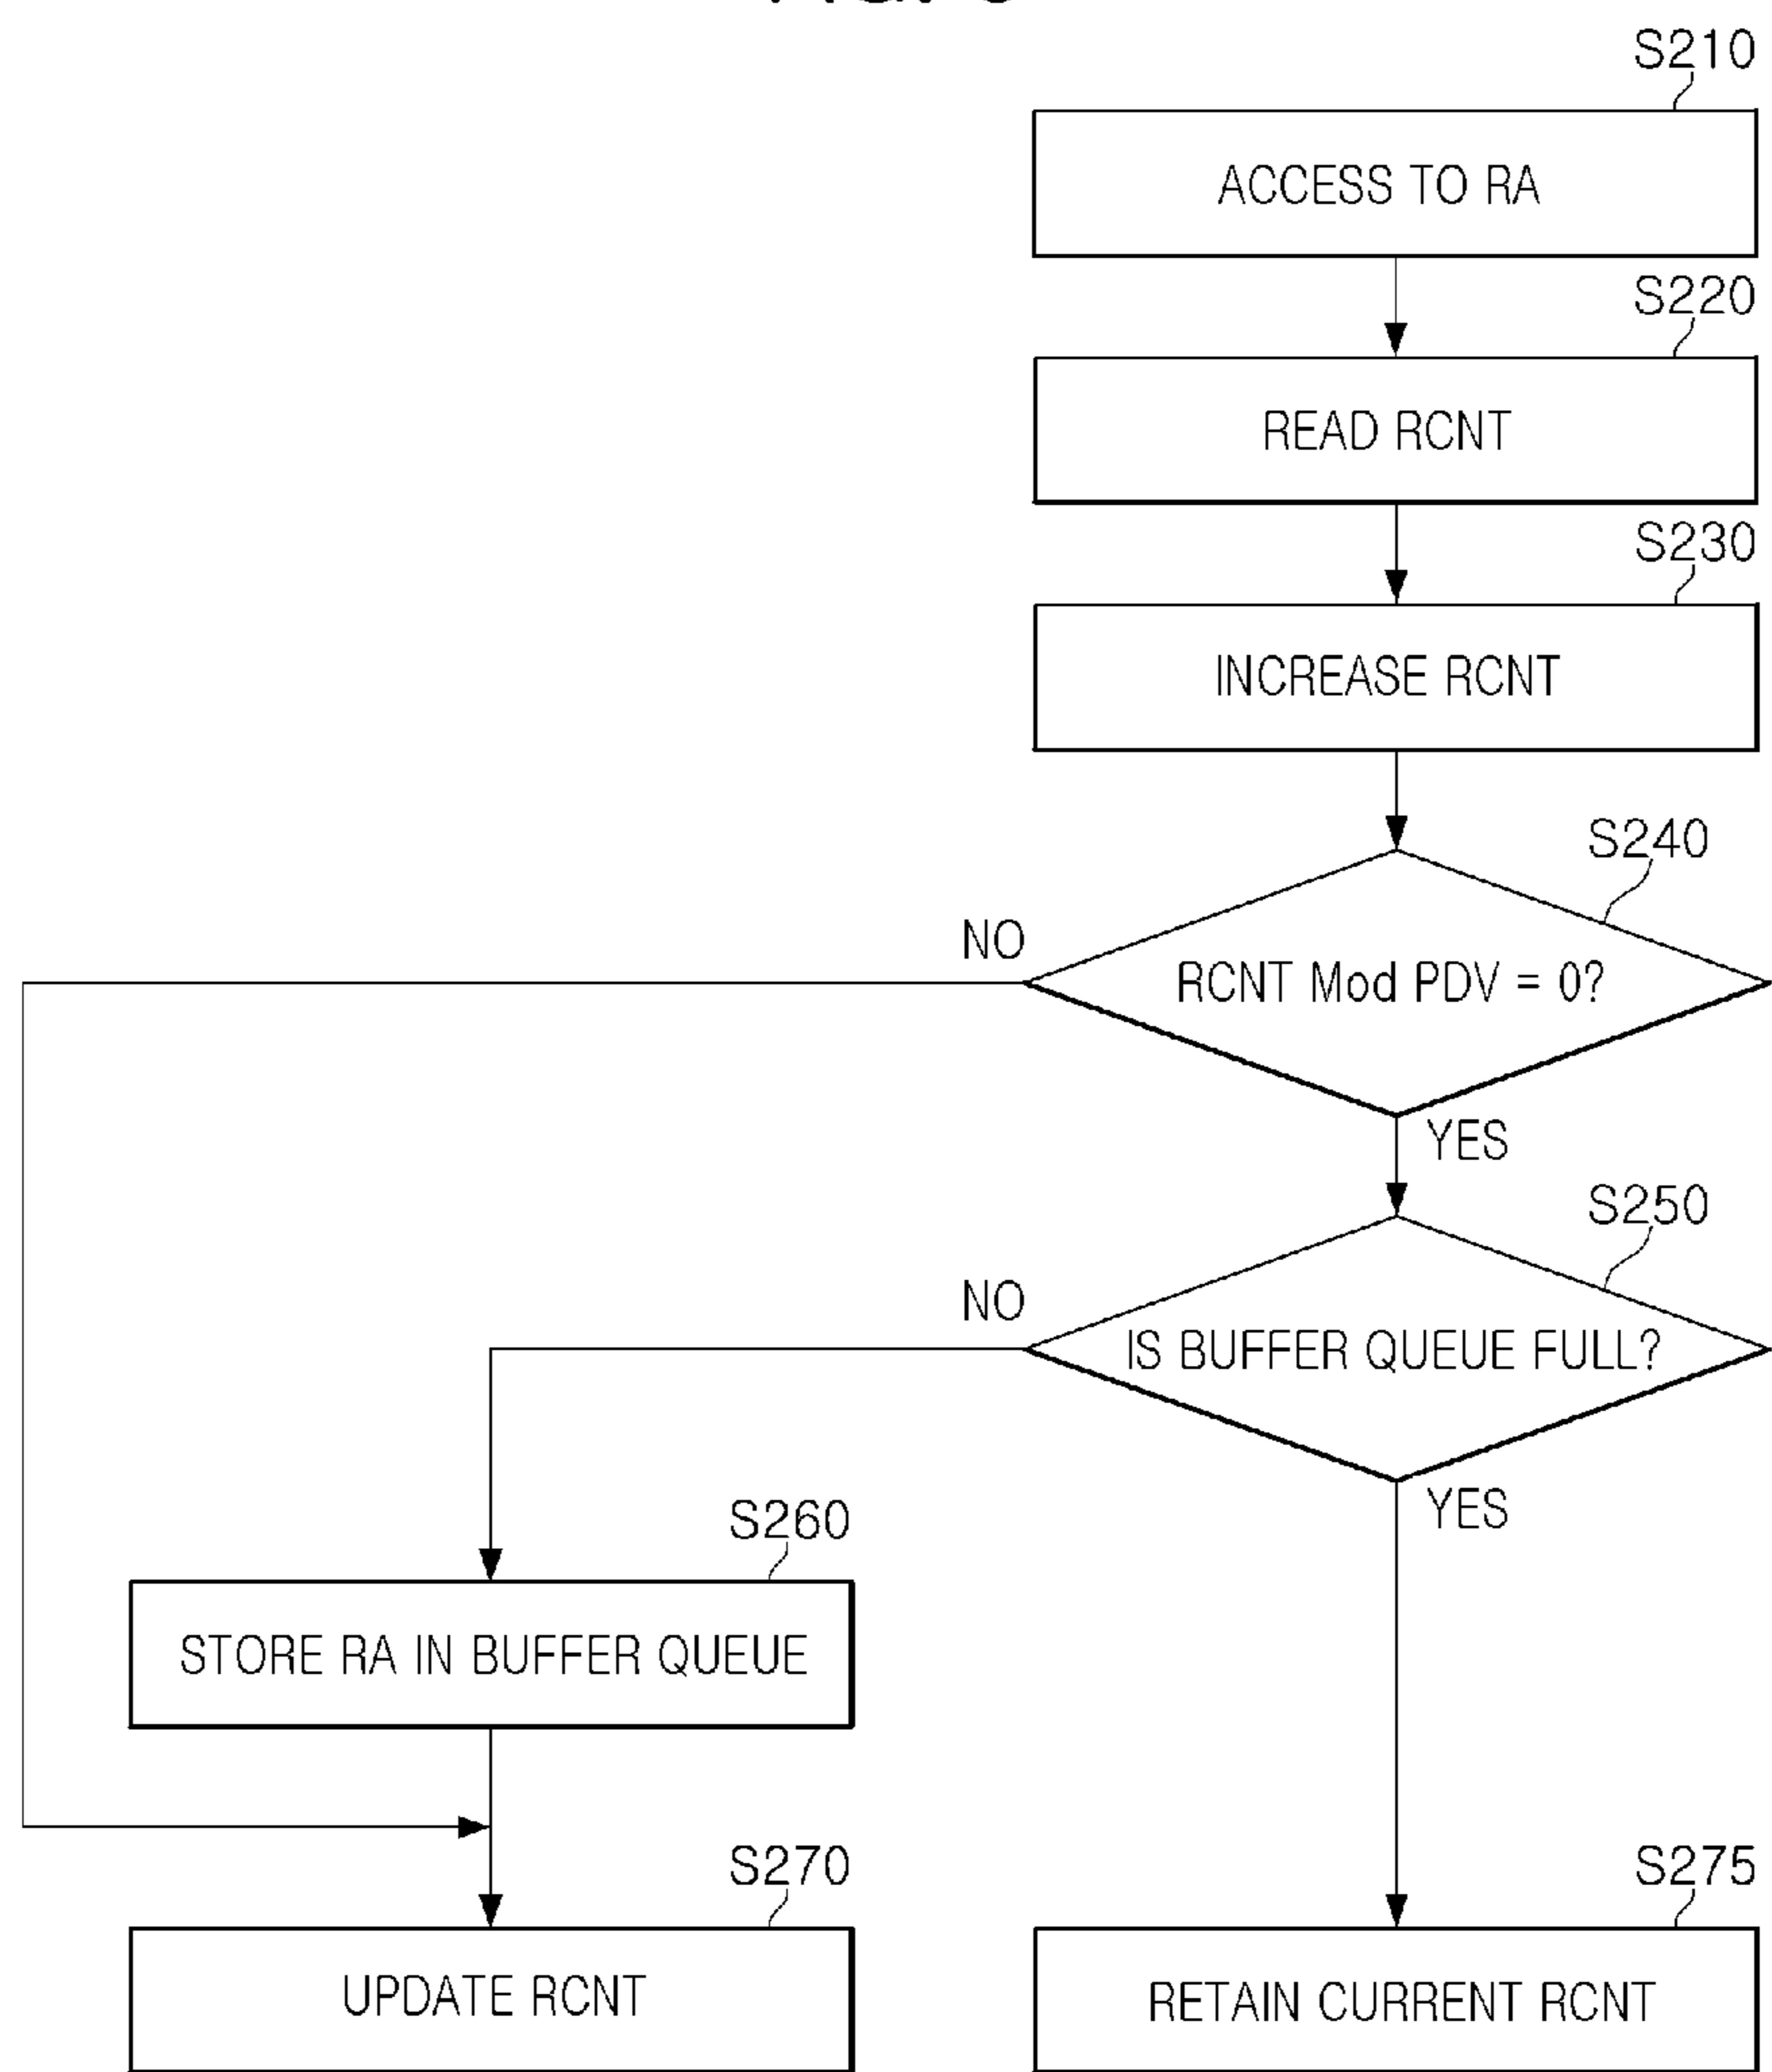 S210
ACCESS TO RA
S220
READ RCNT
S230
INCREASE RCNT
S240
NO
RCNT Mod PDV = 0?
YES
S250
NO
IS BUFFER QUEUE FULL?
YES
S260
STORE RA IN BUFFER QUEUE
S270
S275
UPDATE RCNT
RETAIN CURRENT RCNT